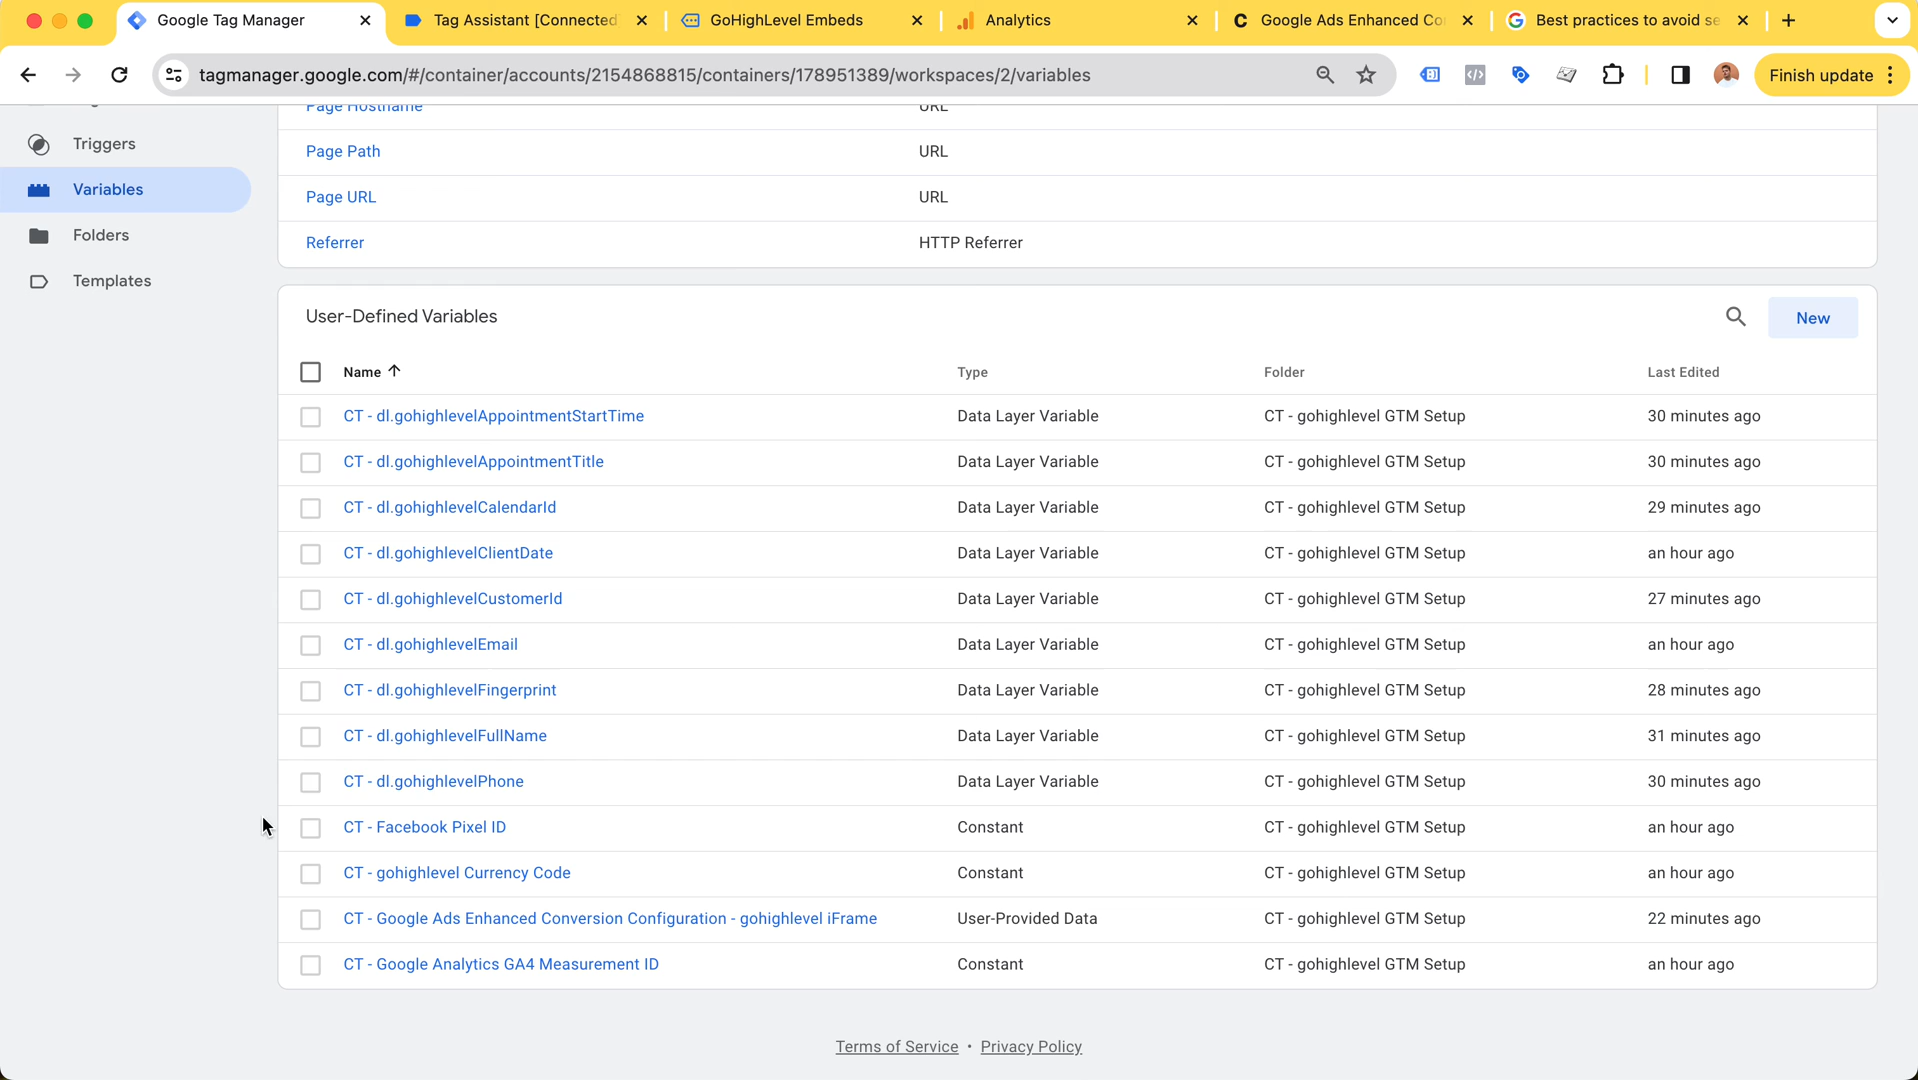 Google Tag Manager
Tag Assistant [Connected
GoHighLevel Embeds
Analytics
Google Ads Enhanced Co
Best practices to avoid se
tagmanager.google.com/#/container/accounts/2154868815/containers/178951389/workspaces/2/variables
Finish update
Page Hostname URL
Triggers
Page Path URL
Variables
Page URL URL
Folders
Referrer HTTP Referrer
Templates
User-Defined Variables
New
Name Type Folder Last Edited
CT - dl.gohighlevelAppointmentStartTime Data Layer Variable CT - gohighlevel GTM Setup 30 minutes ago
CT - dl.gohighlevelAppointmentTitle Data Layer Variable CT - gohighlevel GTM Setup 30 minutes ago
CT - dl.gohighlevelCalendarId Data Layer Variable CT - gohighlevel GTM Setup 29 minutes ago
CT - dl.gohighlevelClientDate Data Layer Variable CT - gohighlevel GTM Setup an hour ago
CT - dl.gohighlevelCustomerId Data Layer Variable CT - gohighlevel GTM Setup 27 minutes ago
CT - dl.gohighlevelEmail Data Layer Variable CT - gohighlevel GTM Setup an hour ago
CT - dl.gohighlevelFingerprint Data Layer Variable CT - gohighlevel GTM Setup 28 minutes ago
CT - dl.gohighlevelFullName Data Layer Variable CT - gohighlevel GTM Setup 31 minutes ago
CT - dl.gohighlevelPhone Data Layer Variable CT - gohighlevel GTM Setup 30 minutes ago
CT - Facebook Pixel ID Constant CT - gohighlevel GTM Setup an hour ago
CT - gohighlevel Currency Code Constant CT - gohighlevel GTM Setup an hour ago
CT - Google Ads Enhanced Conversion Configuration - gohighlevel iFrame User-Provided Data CT - gohighlevel GTM Setup 22 minutes ago
CT - Google Analytics GA4 Measurement ID Constant CT - gohighlevel GTM Setup an hour ago
Terms of Service • Privacy Policy